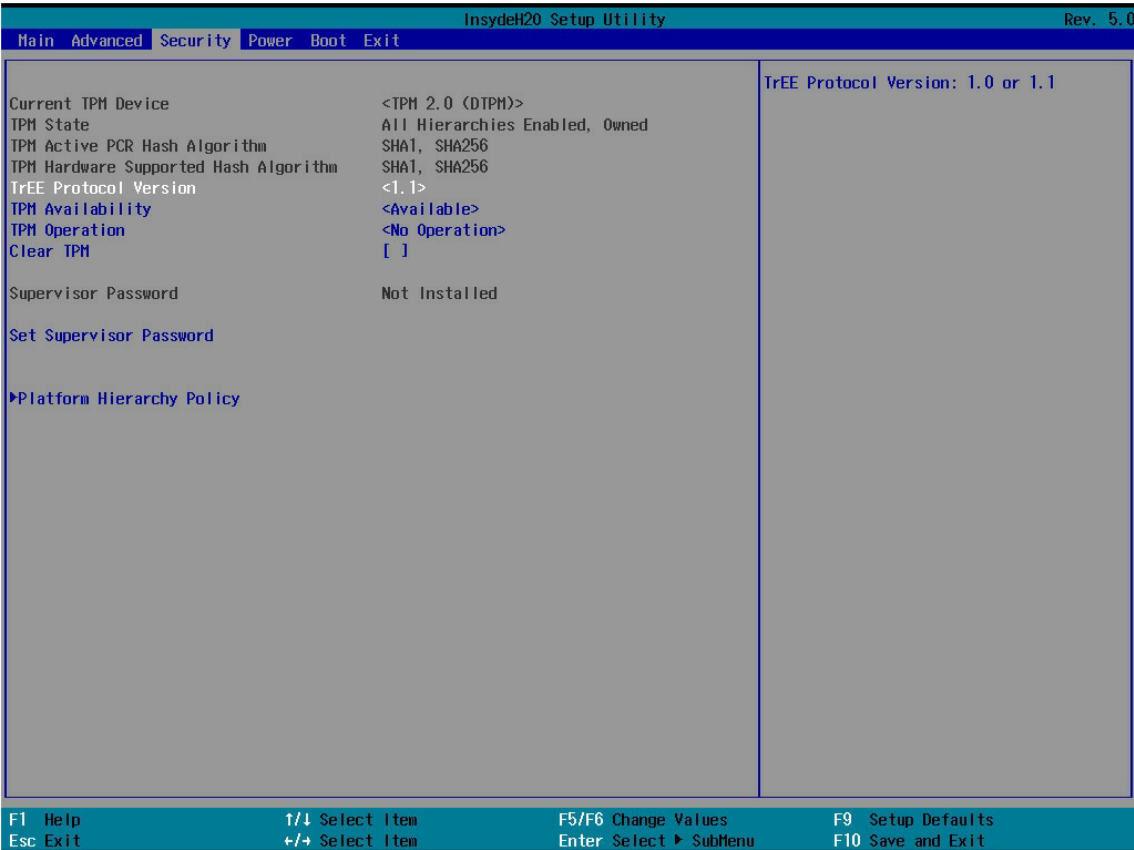 InsydeH20 Setup Utility Rev. 5.0
Main Advanced Security Power Boot Exit
TrEE Protocol Version: 1.0 or 1.1
Current TPM Device <TPM 2.0 (DTPM)>
TPM State All Hierarchies Enabled, Owned
TPM Active PCR Hash Algorithm SHA1, SHA256
TPM Hardware Supported Hash Algorithm SHA1, SHA256
TrEE Protocol Version <1.1>
TPM Availability <Available>
TPM Operation <No Operation>
Clear TPM [ ]
Supervisor Password Not Installed
Set Supervisor Password
▶Platform Hierarchy Policy
F1 Help ↑/↓ Select Item F5/F6 Change Values F9 Setup Defaults
Esc Exit ←/→ Select Item Enter Select ▶ SubMenu F10 Save and Exit